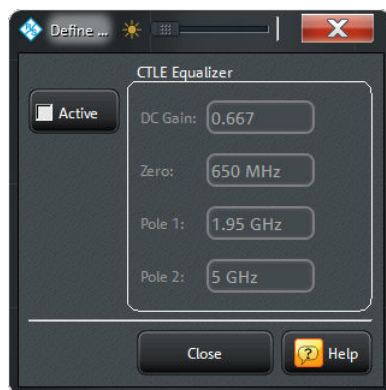 Define ...
CTLE Equalizer
Active
DC Gain: 0.667
Zero: 650 MHz
Pole 1: 1.95 GHz
Pole 2: 5 GHz
Close
? Help